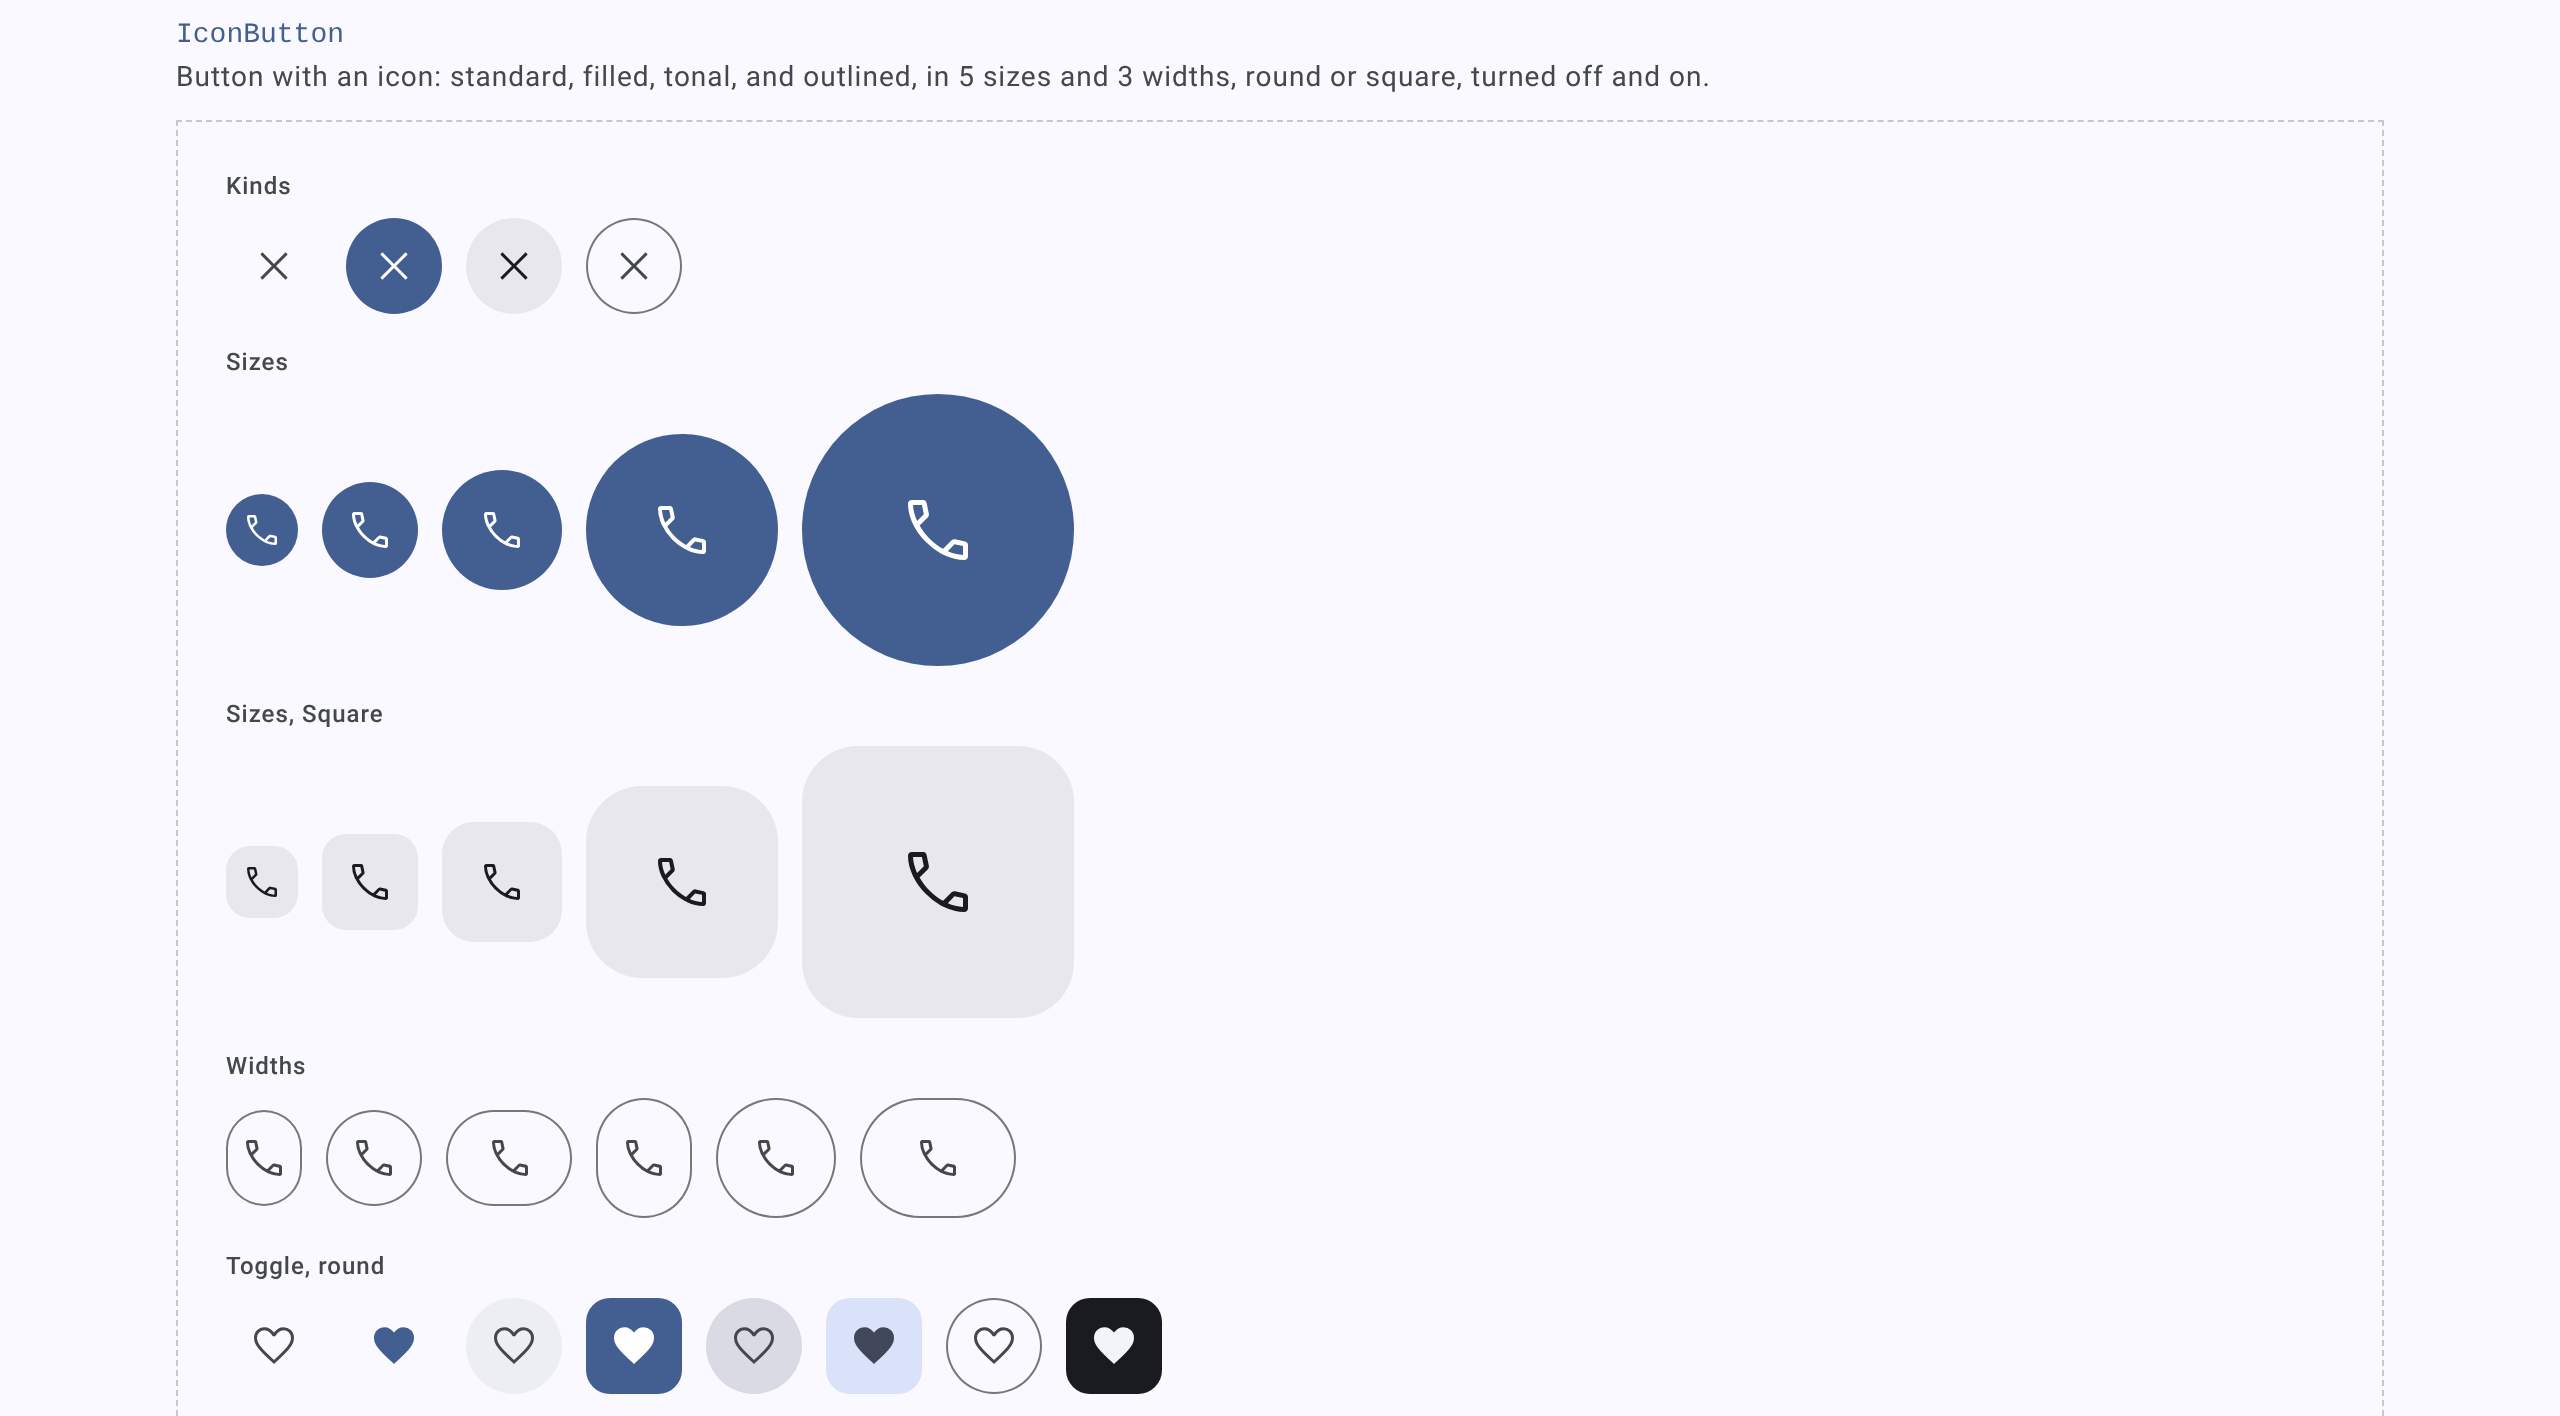 IconButton
Button with an icon: standard, filled, tonal, and outlined, in 5 sizes and 3 widths, round or square, turned off and on.
Kinds
Sizes
Sizes, Square
Widths
Toggle, round